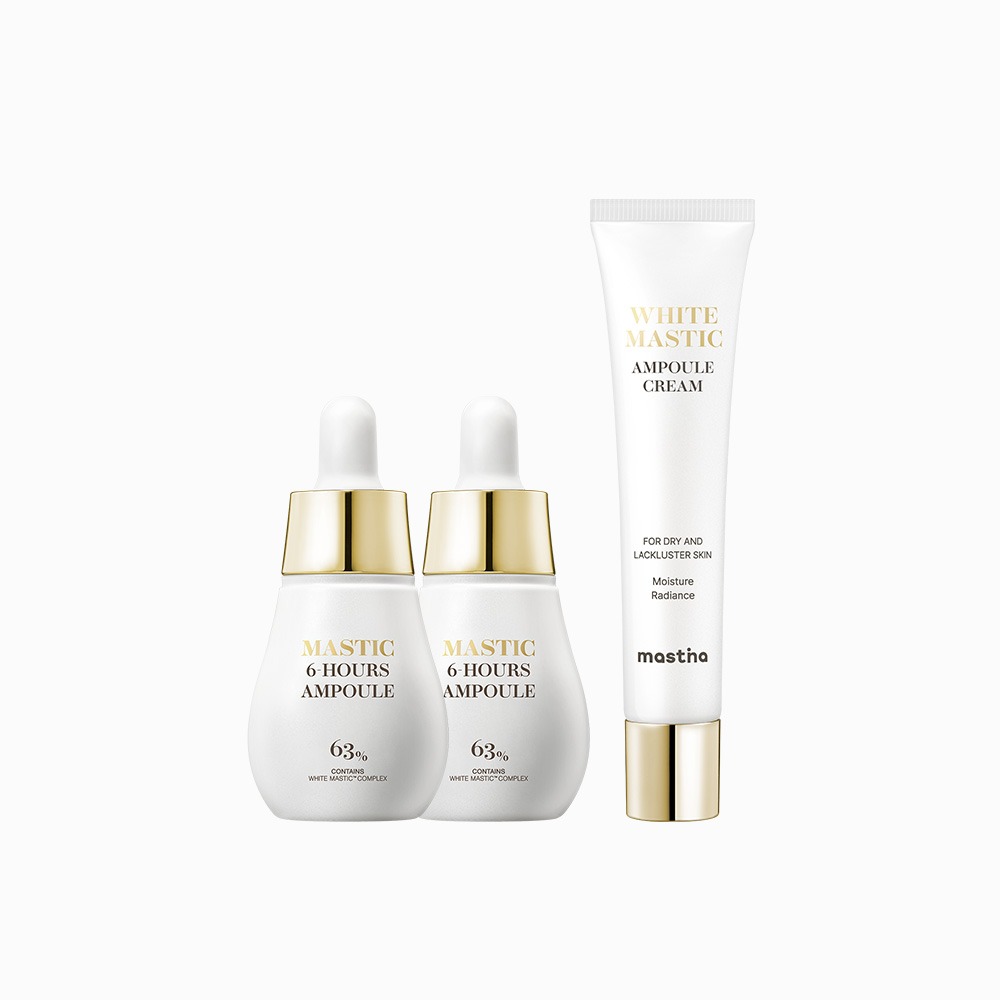 WHITE
MASTIC
AMPOULE
CREAM
FOR DRY AND
LACKLUSTER SKIN
Moisture
Radiance
mastina
MASTIC
6-HOURS
AMPOULE
63%
CONTAINS
WHITE MASTIC™ COMPLEX
MASTIC
6-HOURS
AMPOULE
63%
CONTAINS
WHITE MASTIC™ COMPLEX